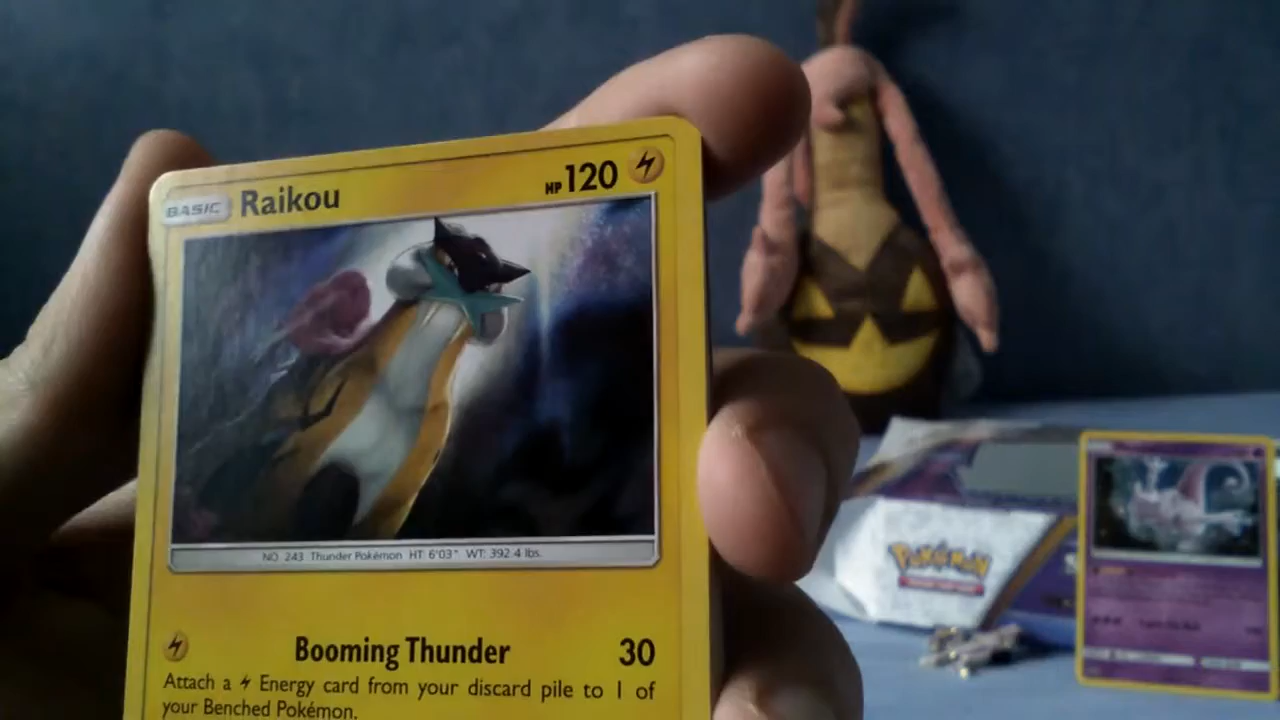 BASIC Raikou HP 120
NO. 243 Thunder Pokémon HT: 6'03" WT: 392.4 lbs.
Booming Thunder 30
Attach a Energy card from your discard pile to 1 of
your Benched Pokémon.
POKéMON